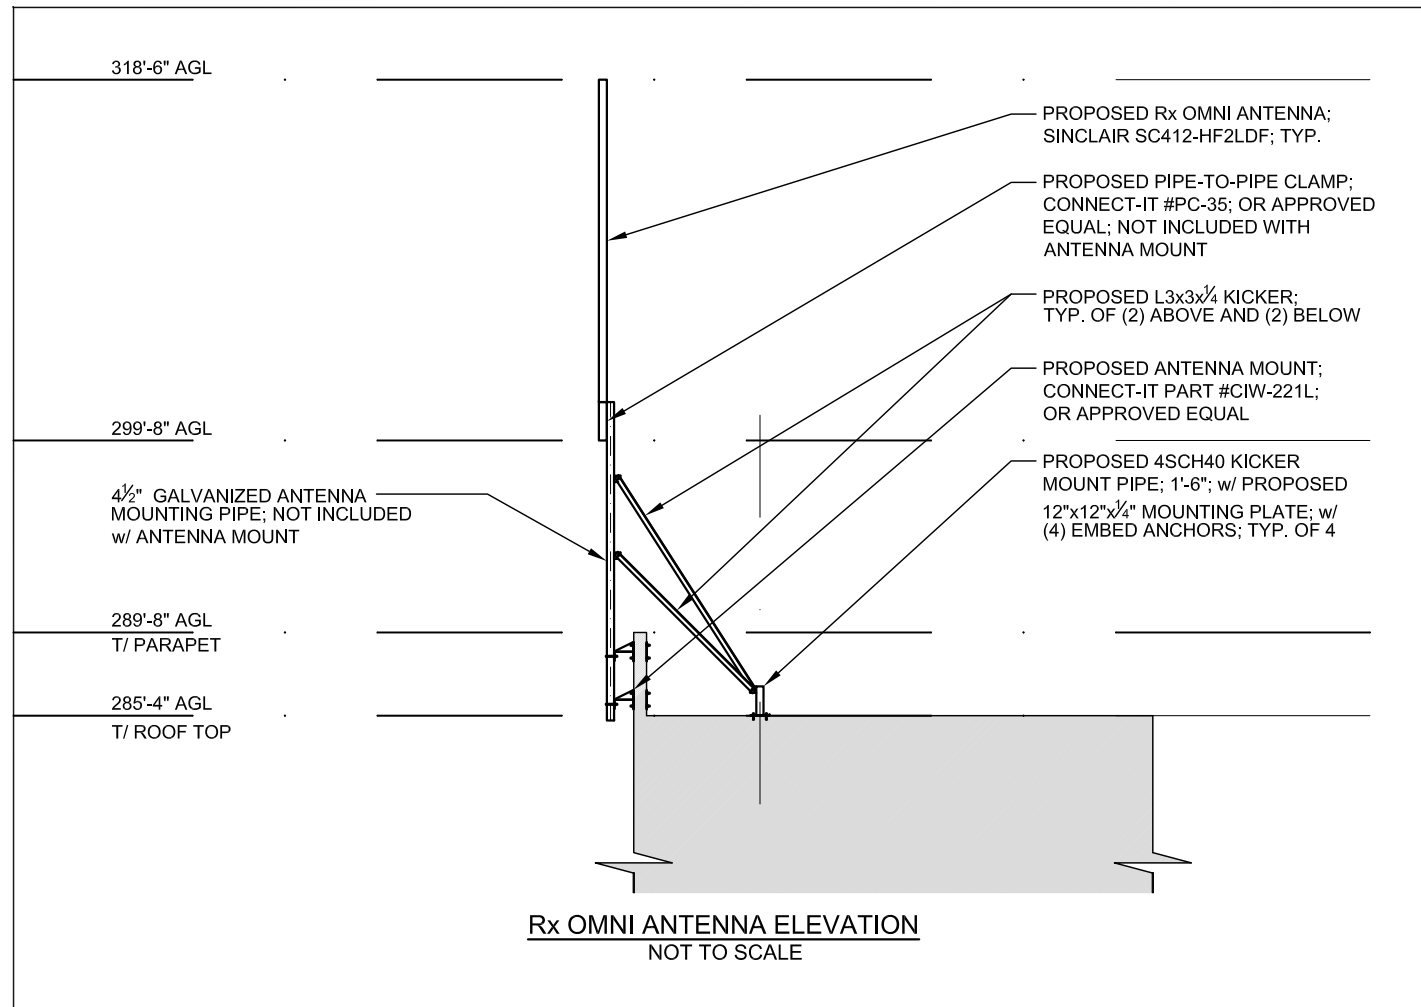 318'-6" AGL
PROPOSED Rx OMNI ANTENNA;
SINCLAIR SC412-HF2LDF; TYP.
PROPOSED PIPE-TO-PIPE CLAMP;
CONNECT-IT #PC-35; OR APPROVED
EQUAL; NOT INCLUDED WITH
ANTENNA MOUNT
PROPOSED L3x3x¼ KICKER;
TYP. OF (2) ABOVE AND (2) BELOW
PROPOSED ANTENNA MOUNT;
CONNECT-IT PART #CIW-221L;
OR APPROVED EQUAL
299'-8" AGL
PROPOSED 4SCH40 KICKER
MOUNT PIPE; 1'-6"; w/ PROPOSED
12"x12"x¼" MOUNTING PLATE; w/
(4) EMBED ANCHORS; TYP. OF 4
4½" GALVANIZED ANTENNA
MOUNTING PIPE; NOT INCLUDED
w/ ANTENNA MOUNT
289'-8" AGL
T/ PARAPET
285'-4" AGL
T/ ROOF TOP
Rx OMNI ANTENNA ELEVATION
NOT TO SCALE